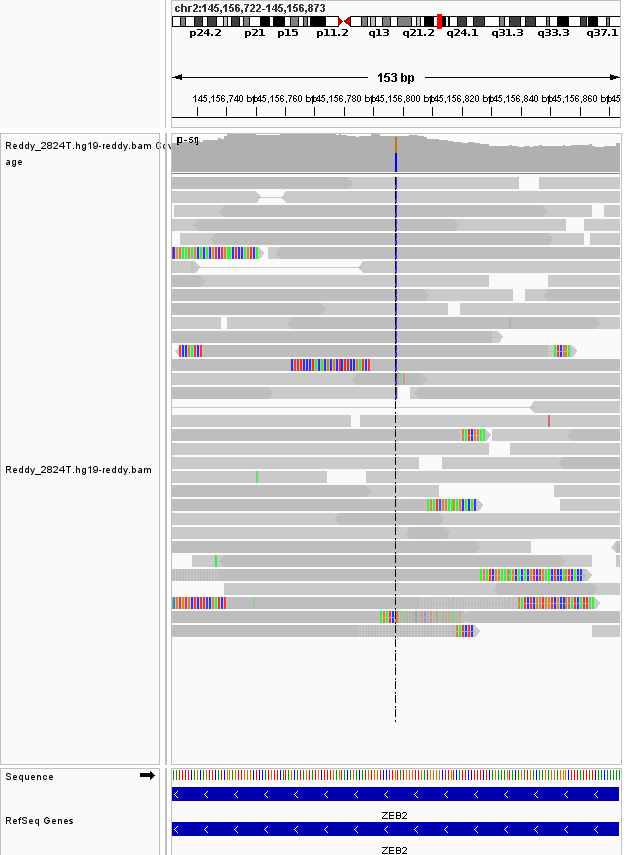 chr2:145,156,722-145,156,873
p24.2 p21 p15 p11.2 q13 q21.2 q24.1 q31.3 q33.3 q37.1
153 bp
145,156,740 bp 145,156,760 bp 145,156,780 bp 145,156,800 bp 145,156,820 bp 145,156,840 bp 145,156,860 bp
Reddy_2824T.hg19-reddy.bam Cov
age
Reddy_2824T.hg19-reddy.bam
Sequence
ZEB2
RefSeq Genes
ZEB2